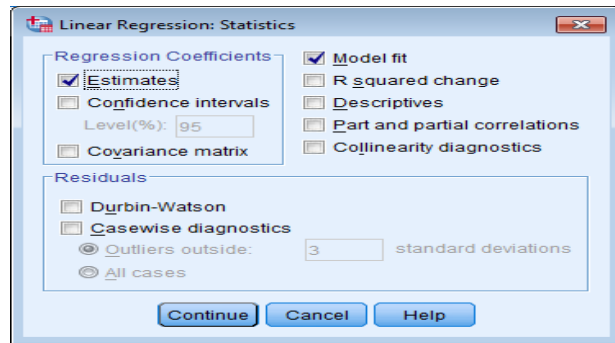 Linear Regression: Statistics
Regression Coefficients
Estimates
Confidence intervals
Level(%): 95
Covariance matrix
Model fit
R squared change
Descriptives
Part and partial correlations
Collinearity diagnostics
Residuals
Durbin-Watson
Casewise diagnostics
Outliers outside: 3 standard deviations
All cases
Continue Cancel Help